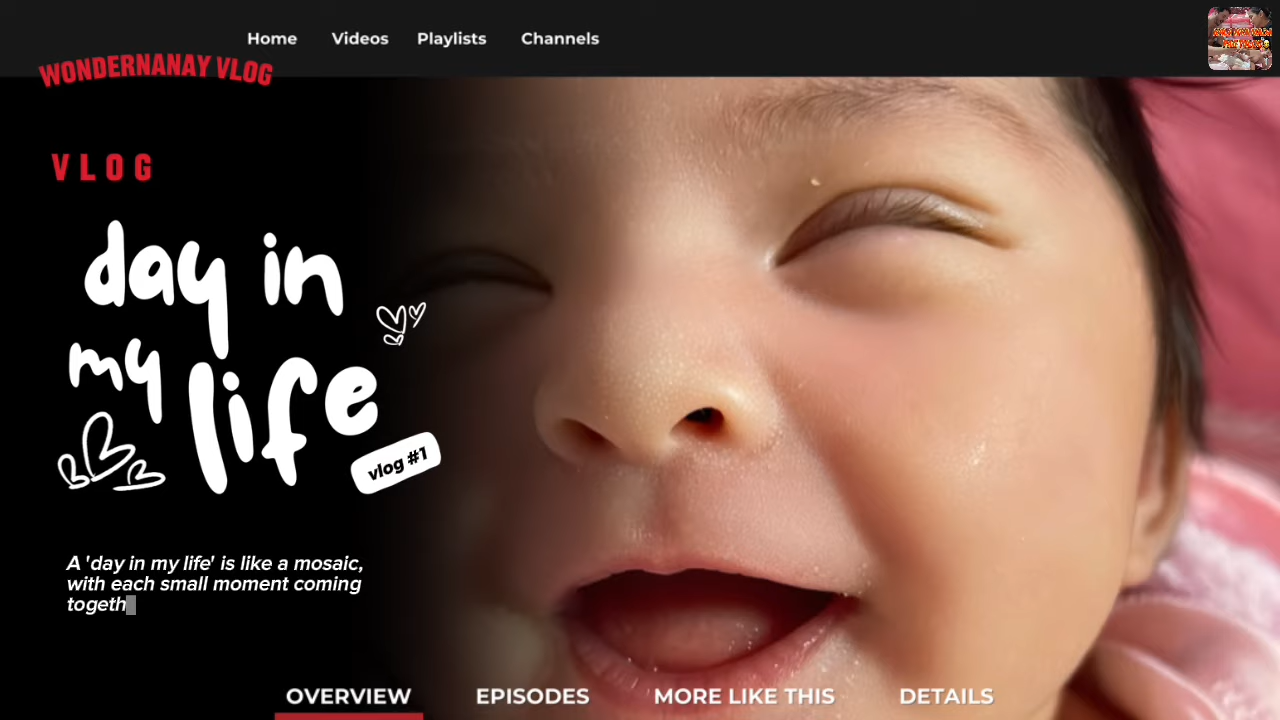 Home Videos Playlists Channels
WONDERNANAY VLOG
VLOG
day in
my life
vlog #1
A 'day in my life' is like a mosaic,
with each small moment coming
togeth
OVERVIEW EPISODES MORE LIKE THIS DETAILS